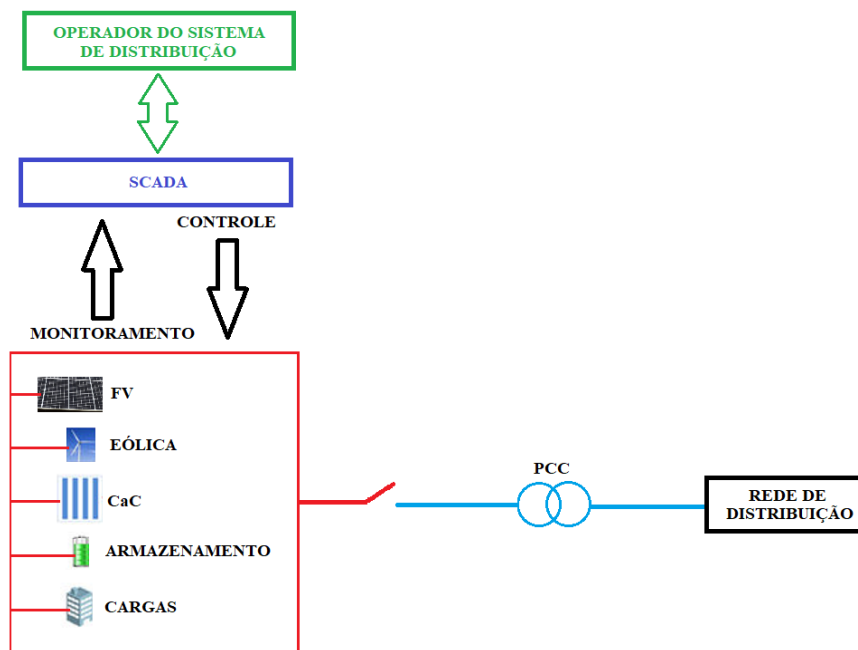 OPERADOR DO SISTEMA
DE DISTRIBUIÇÃO
SCADA
CONTROLE
MONITORAMENTO
FV
EÓLICA
CaC
ARMAZENAMENTO
CARGAS
PCC
REDE DE
DISTRIBUIÇÃO